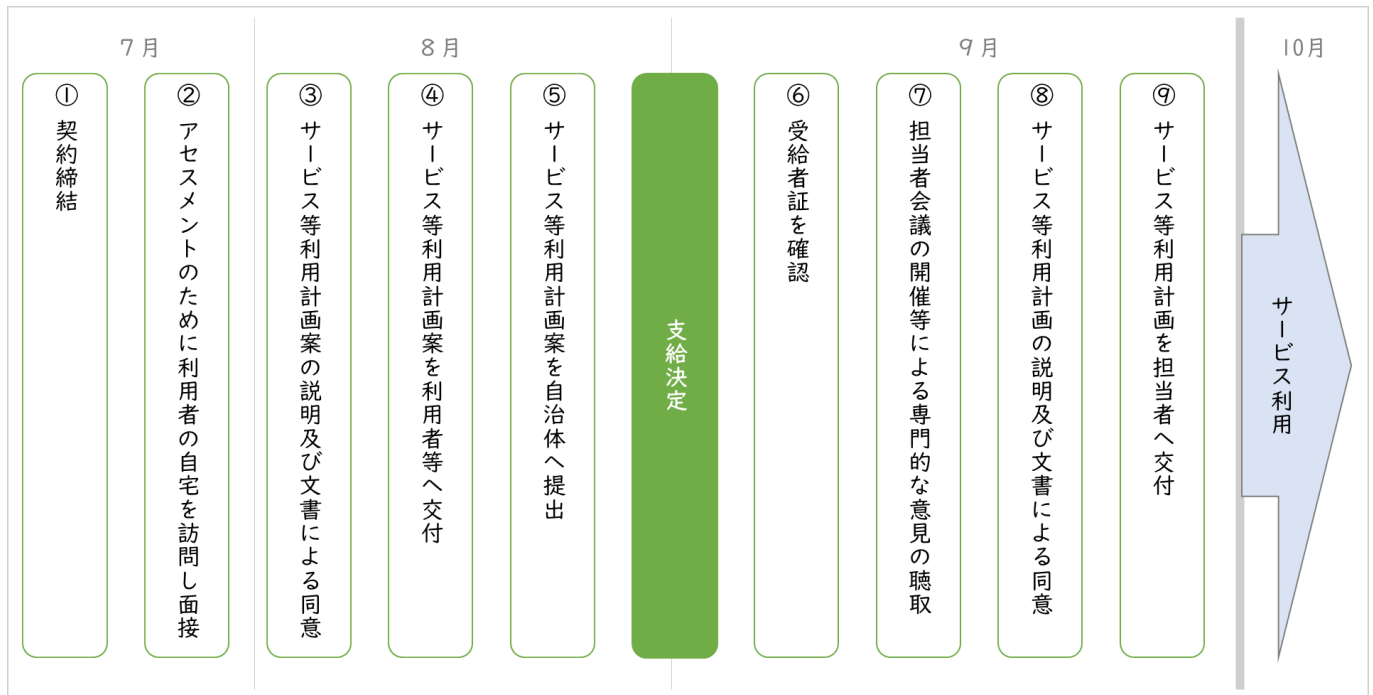 7月
①契約締結
②アセスメントのために利用者の自宅を訪問し面接
8月
③サービス等利用計画案の説明及び文書による同意
④サービス等利用計画案を利用者等へ交付
⑤サービス等利用計画案を自治体へ提出
支給決定
9月
⑥受給者証を確認
⑦担当者会議の開催等による専門的な意見の聴取
⑧サービス等利用計画の説明及び文書による同意
⑨サービス等利用計画を担当者へ交付
10月
サービス利用